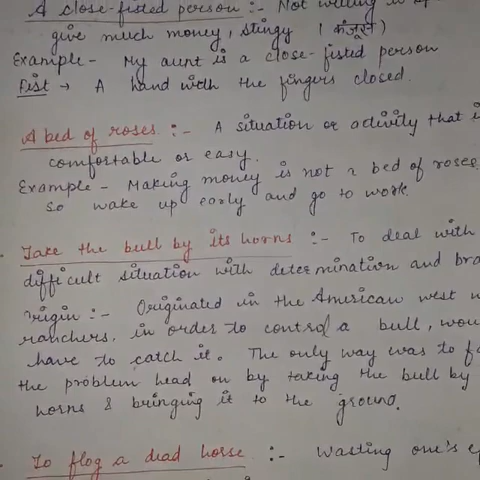 A close-fisted person :- Not willing
give much money, stingy ( कंजूस )
Example - My aunt is a close-fisted person
Fist → A hand with the fingers closed.
A bed of roses :- A situation or activity that
comfortable or easy.
Example - Making money is not a bed of roses
so wake up early and go to work.
Take the bull by its horns :- To deal with
difficult situation with determination and
Origin :- Originated in the American west
ranchers, in order to control a bull,
have to catch it. The only way was to
the problem head on by taking the bull by
horns & bringing it to the ground.
To flog a dead horse :- Wasting one's